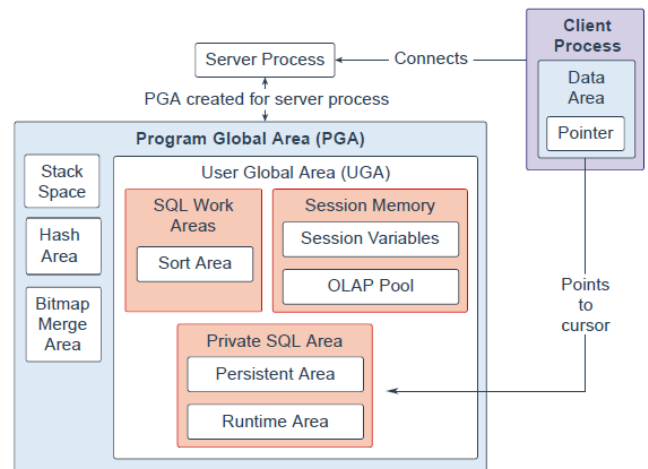 Client
Process
Server Process
Connects
Data
Area
Pointer
PGA created for server process
Program Global Area (PGA)
Stack
Space
Hash
Area
Bitmap
Merge
Area
User Global Area (UGA)
SQL Work
Areas
Sort Area
Session Memory
Session Variables
OLAP Pool
Private SQL Area
Persistent Area
Runtime Area
Points
to
cursor